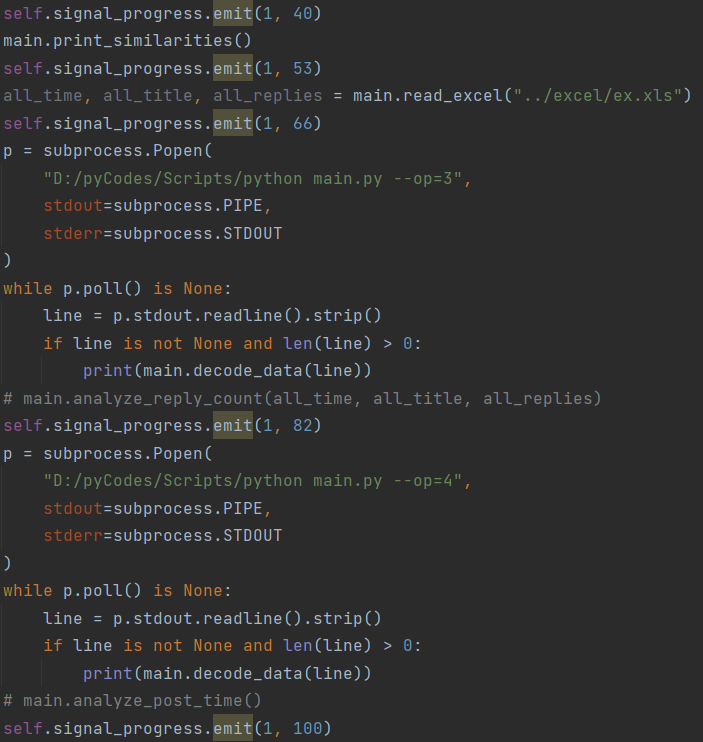 self.signal_progress.emit(1, 40)
main.print_similarities()
self.signal_progress.emit(1, 53)
all_time, all_title, all_replies = main.read_excel("../excel/ex.xls")
self.signal_progress.emit(1, 66)
p = subprocess.Popen(
    "D:/pyCodes/Scripts/python main.py --op=3",
    stdout=subprocess.PIPE,
    stderr=subprocess.STDOUT
)
while p.poll() is None:
    line = p.stdout.readline().strip()
    if line is not None and len(line) > 0:
        print(main.decode_data(line))
# main.analyze_reply_count(all_time, all_title, all_replies)
self.signal_progress.emit(1, 82)
p = subprocess.Popen(
    "D:/pyCodes/Scripts/python main.py --op=4",
    stdout=subprocess.PIPE,
    stderr=subprocess.STDOUT
)
while p.poll() is None:
    line = p.stdout.readline().strip()
    if line is not None and len(line) > 0:
        print(main.decode_data(line))
# main.analyze_post_time()
self.signal_progress.emit(1, 100)